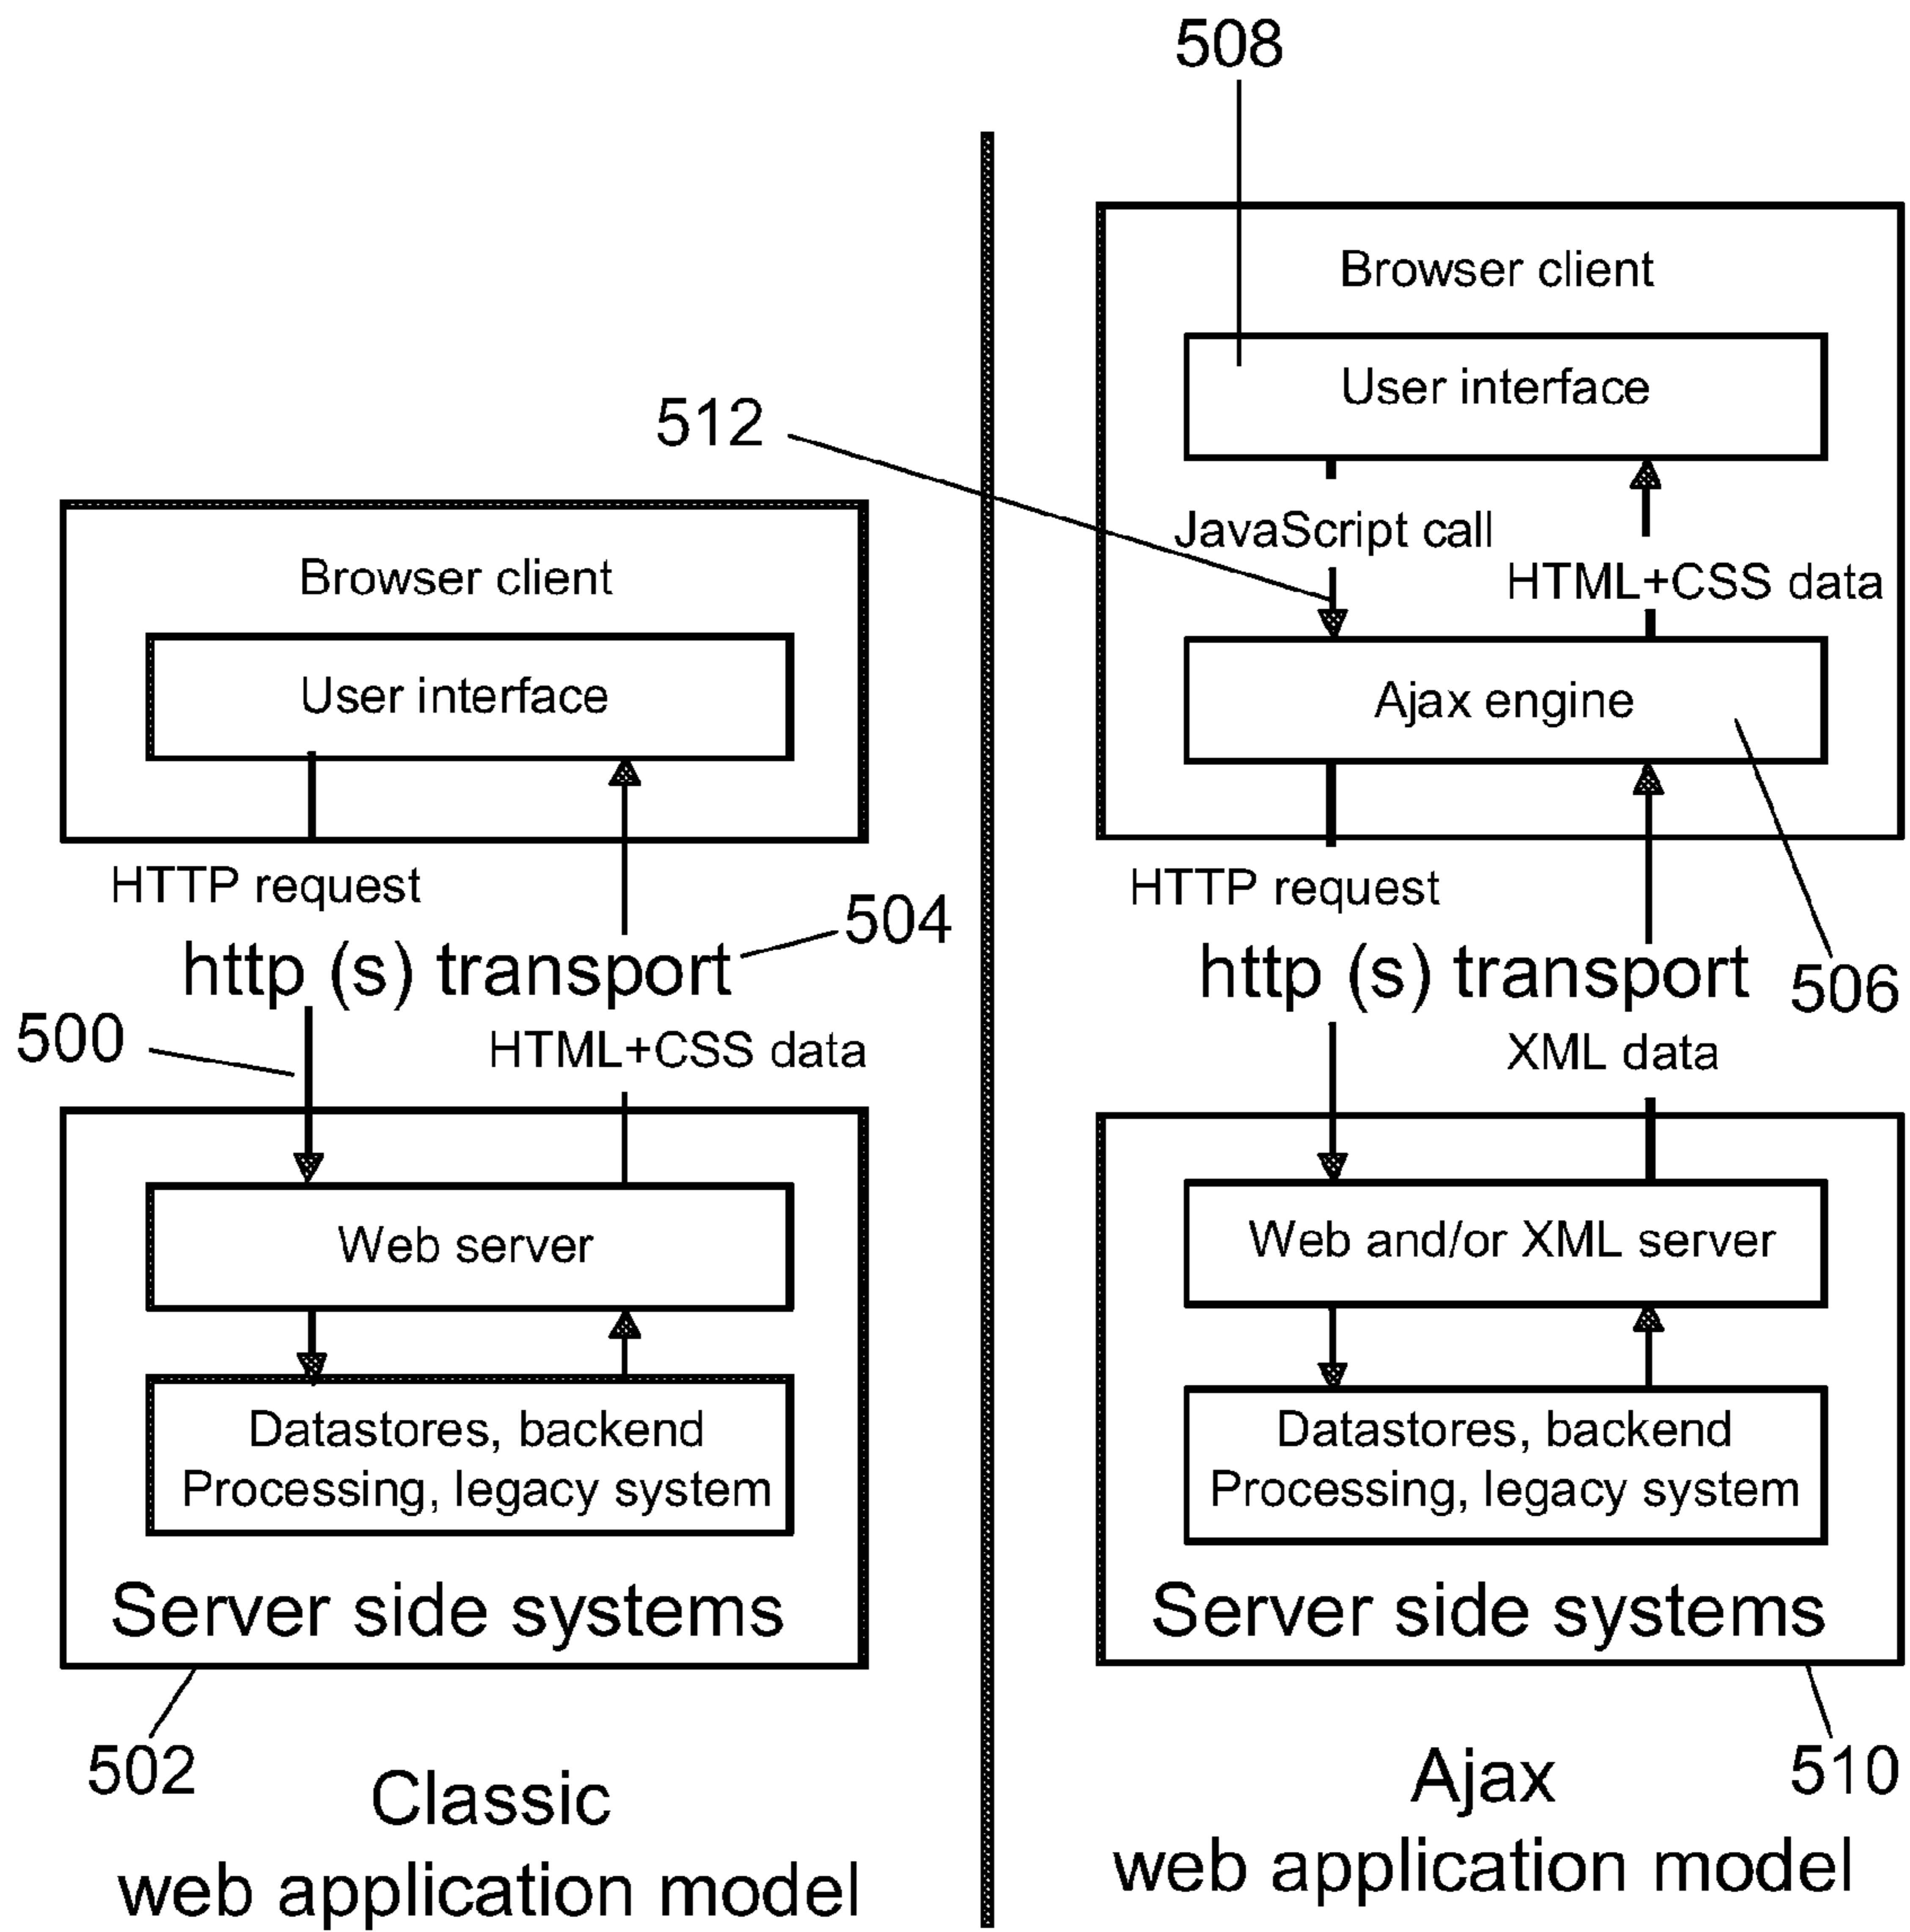 508
512
Browser client
User interface
HTTP request
http (s) transport
504
500
HTML+CSS data
Web server
Datastores, backend
Processing, legacy system
Server side systems
502
Classic
web application model
Browser client
User interface
JavaScript call
HTML+CSS data
Ajax engine
HTTP request
http (s) transport
506
XML data
Web and/or XML server
Datastores, backend
Processing, legacy system
Server side systems
510
Ajax
web application model